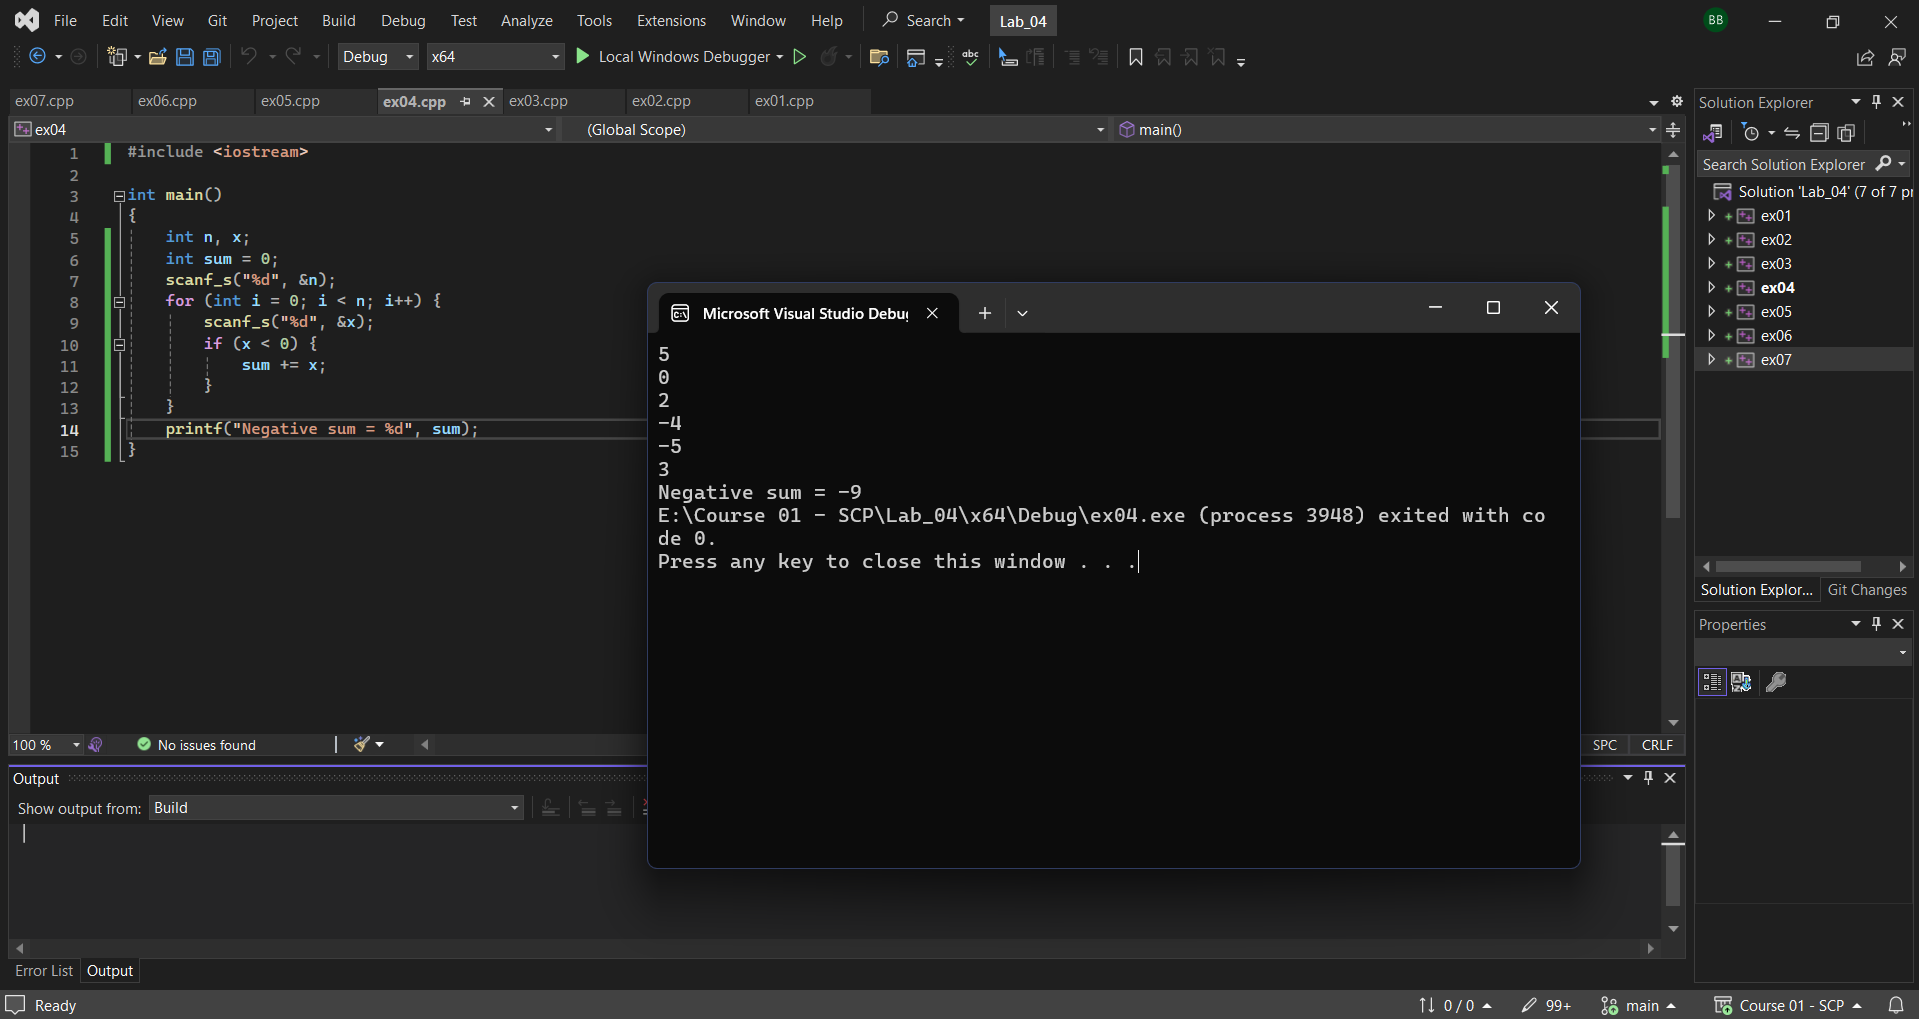 File Edit View Git Project Build Debug Test Analyze Tools Extensions Window Help Search Lab_04 BB
Debug x64 Local Windows Debugger abc
ex07.cpp ex06.cpp ex05.cpp ex04.cpp ex03.cpp ex02.cpp ex01.cpp
ex04 (Global Scope) main()
1 #include <iostream>
2
3 int main()
4 {
5 int n, x;
6 int sum = 0;
7 scanf_s("%d", &n);
8 for (int i = 0; i < n; i++) {
9 scanf_s("%d", &x);
10 if (x < 0) {
11 sum += x;
12 }
13 }
14 printf("Negative sum = %d", sum);
15 }
Microsoft Visual Studio Debu
5
0
2
-4
-5
3
Negative sum = -9
E:\Course 01 - SCP\Lab_04\x64\Debug\ex04.exe (process 3948) exited with co
de 0.
Press any key to close this window . . .
100 % No issues found SPC CRLF
Output
Show output from: Build
Error List Output
Solution Explorer
Search Solution Explorer
Solution 'Lab_04' (7 of 7 pr
ex01
ex02
ex03
ex04
ex05
ex06
ex07
Solution Explor... Git Changes
Properties
Ready 0 / 0 99+ main Course 01 - SCP